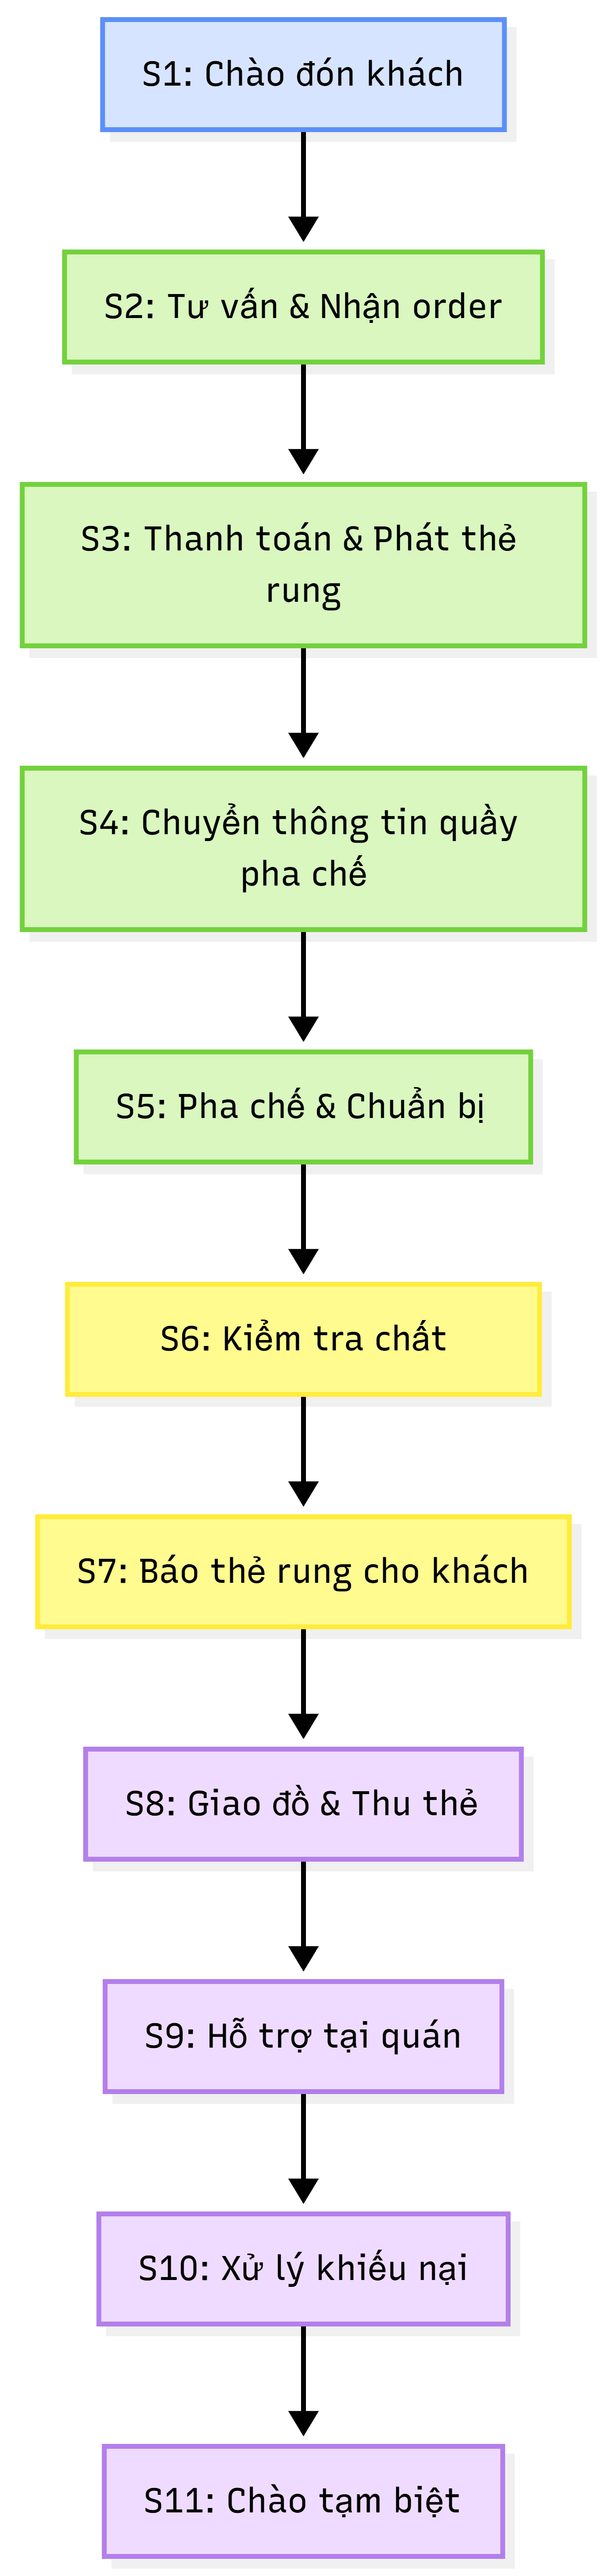 S1: Chào đón khách
S2: Tư vấn & Nhận order
S3: Thanh toán & Phát thẻ
rung
S4: Chuyển thông tin quầy
pha chế
S5: Pha chế & Chuẩn bị
S6: Kiểm tra chất
S7: Báo thẻ rung cho khách
S8: Giao đồ & Thu thẻ
S9: Hỗ trợ tại quán
S10: Xử lý khiếu nại
S11: Chào tạm biệt